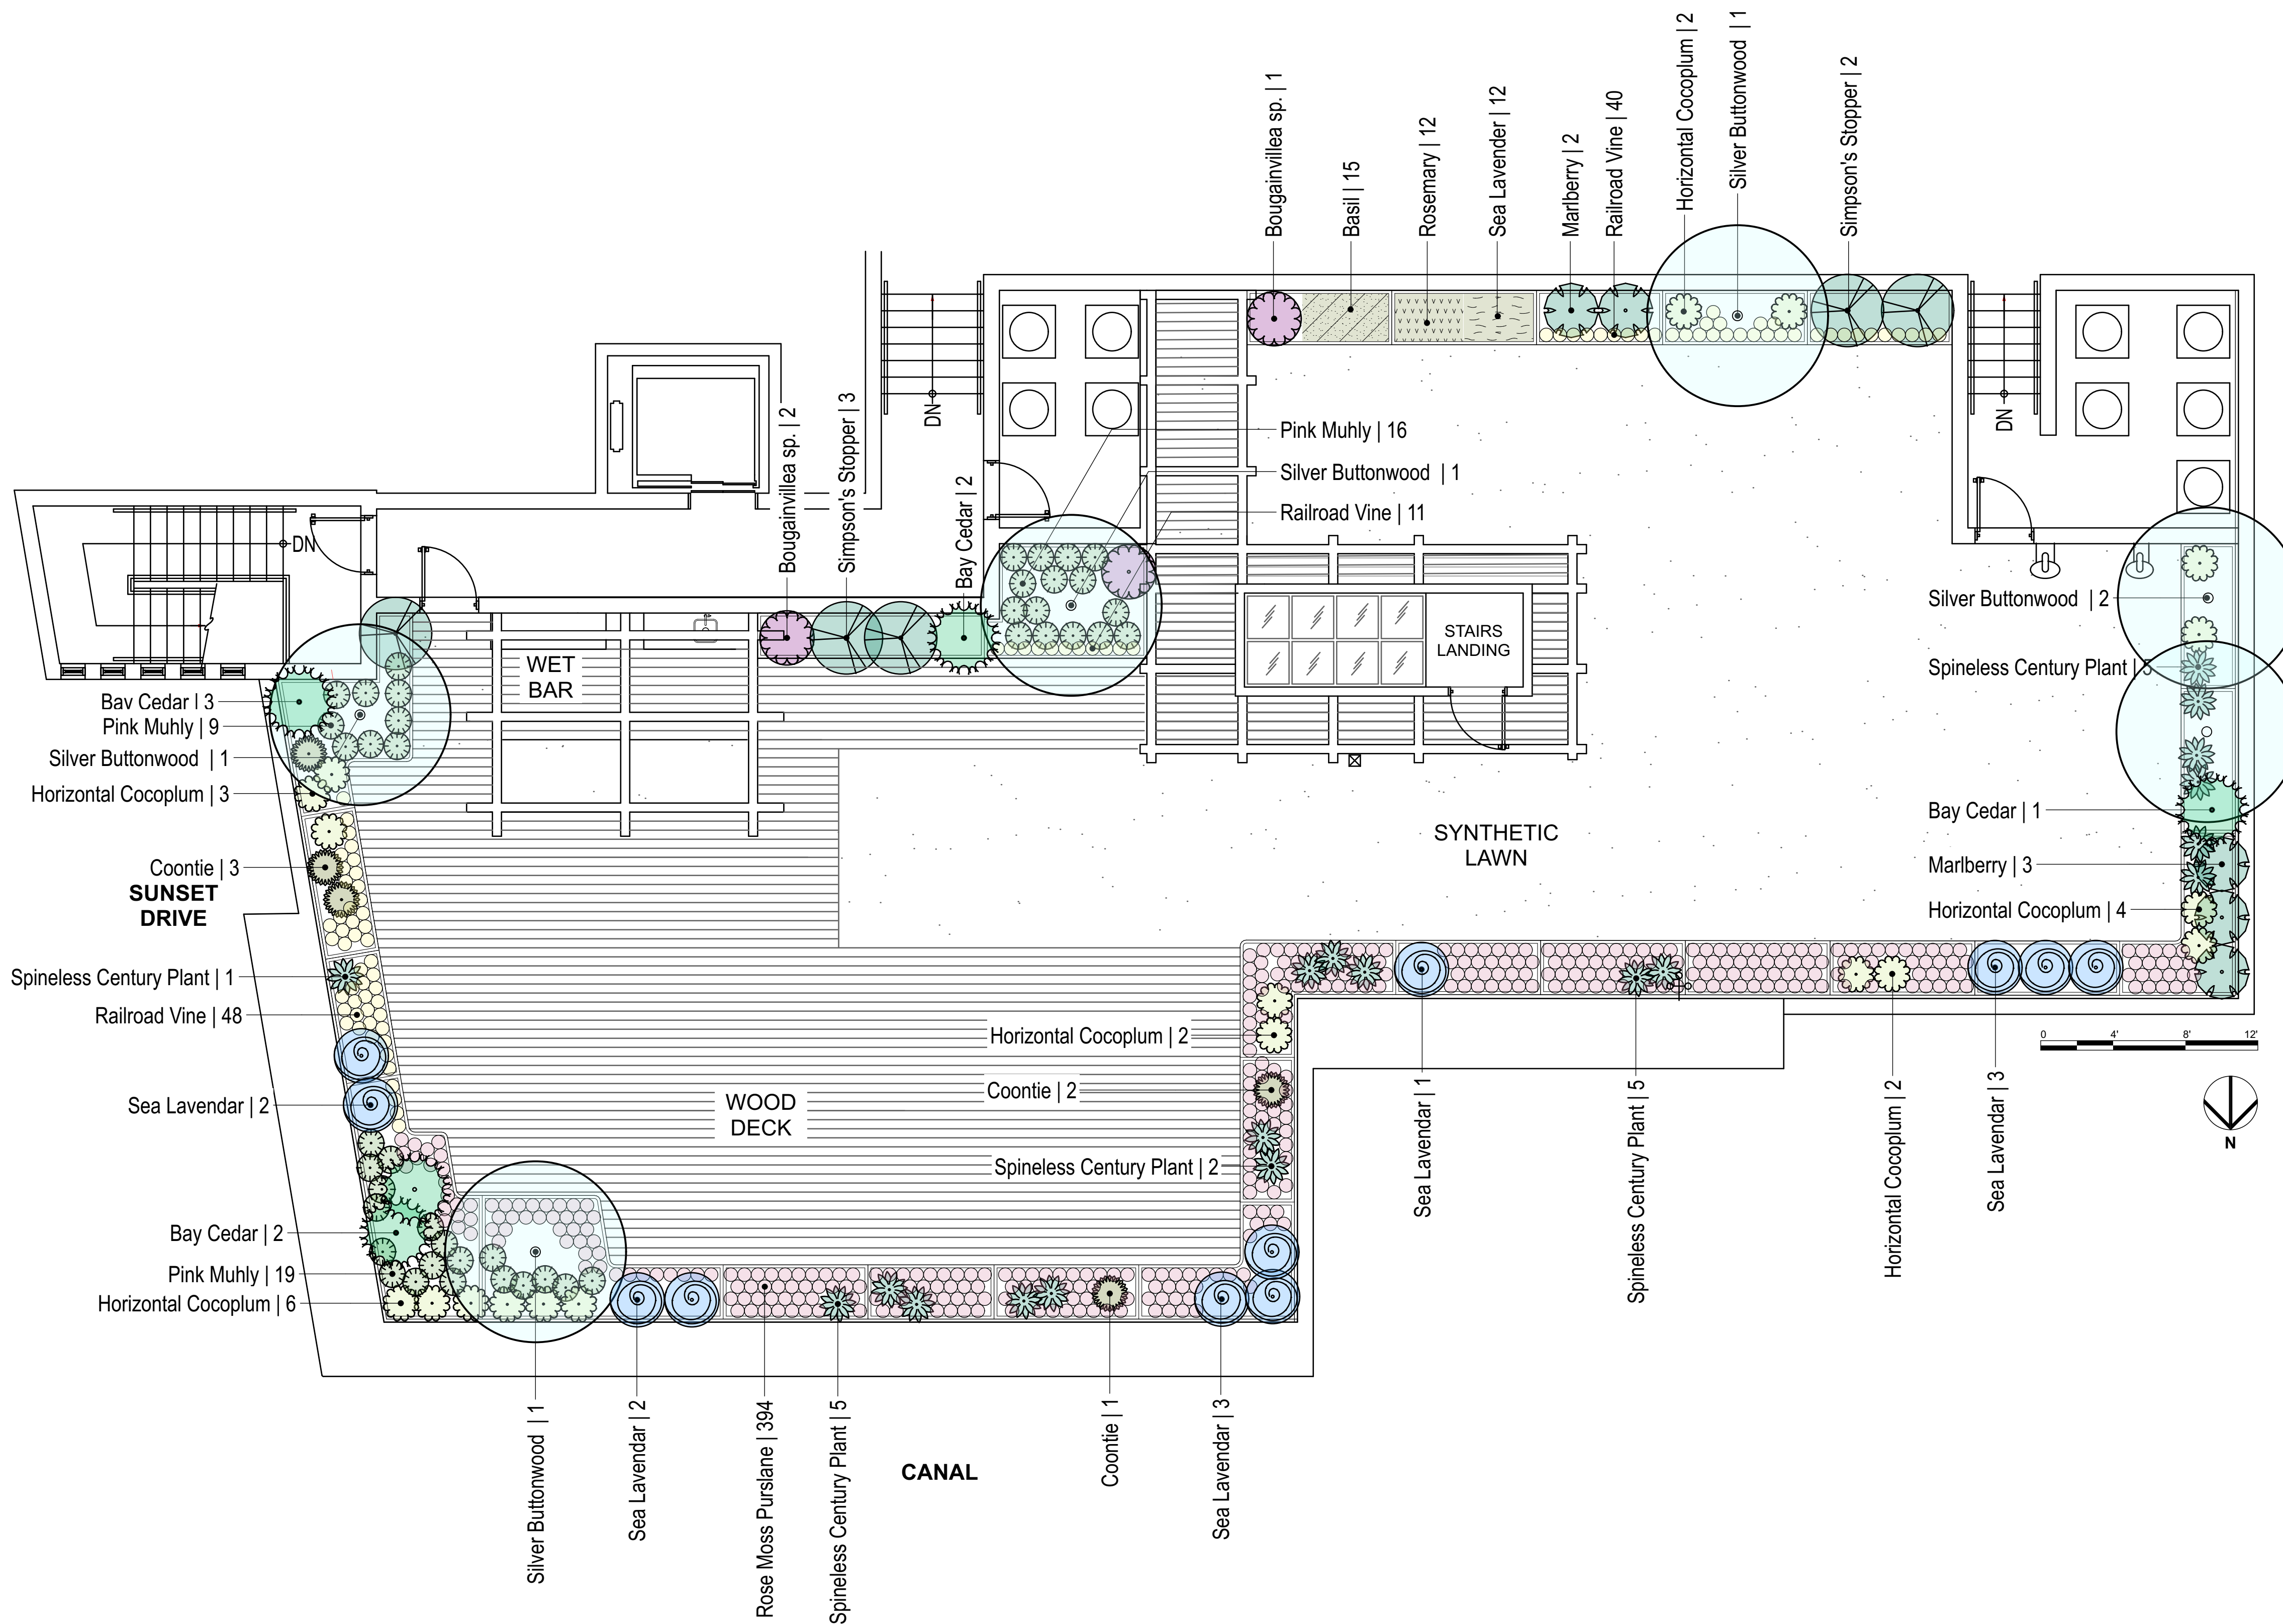 Bougainvillea sp. | 1
Basil | 15
Rosemary | 12
Sea Lavender | 12
Marlberry | 2
Railroad Vine | 40
Horizontal Cocoplum | 2
Silver Buttonwood | 1
Simpson's Stopper | 2
DN
DN
Pink Muhly | 16
Silver Buttonwood | 1
Railroad Vine | 11
Bougainvillea sp. | 2
Simpson's Stopper | 3
Bay Cedar | 2
DN
WET
BAR
STAIRS
LANDING
Silver Buttonwood | 2
Spineless Century Plant | 5
Bay Cedar | 1
Marlberry | 3
Horizontal Cocoplum | 4
Bay Cedar | 3
Pink Muhly | 9
Silver Buttonwood | 1
Horizontal Cocoplum | 3
Coontie | 3
SUNSET
DRIVE
Spineless Century Plant | 1
Railroad Vine | 48
Sea Lavendar | 2
Bay Cedar | 2
Pink Muhly | 19
Horizontal Cocoplum | 6
SYNTHETIC
LAWN
WOOD
DECK
Horizontal Cocoplum | 2
Coontie | 2
Spineless Century Plant | 2
0 4' 8' 12'
N
Sea Lavendar | 1
Spineless Century Plant | 5
Horizontal Cocoplum | 2
Sea Lavendar | 3
Silver Buttonwood | 1
Sea Lavendar | 2
Rose Moss Purslane | 394
Spineless Century Plant | 5
CANAL
Coontie | 1
Sea Lavendar | 3